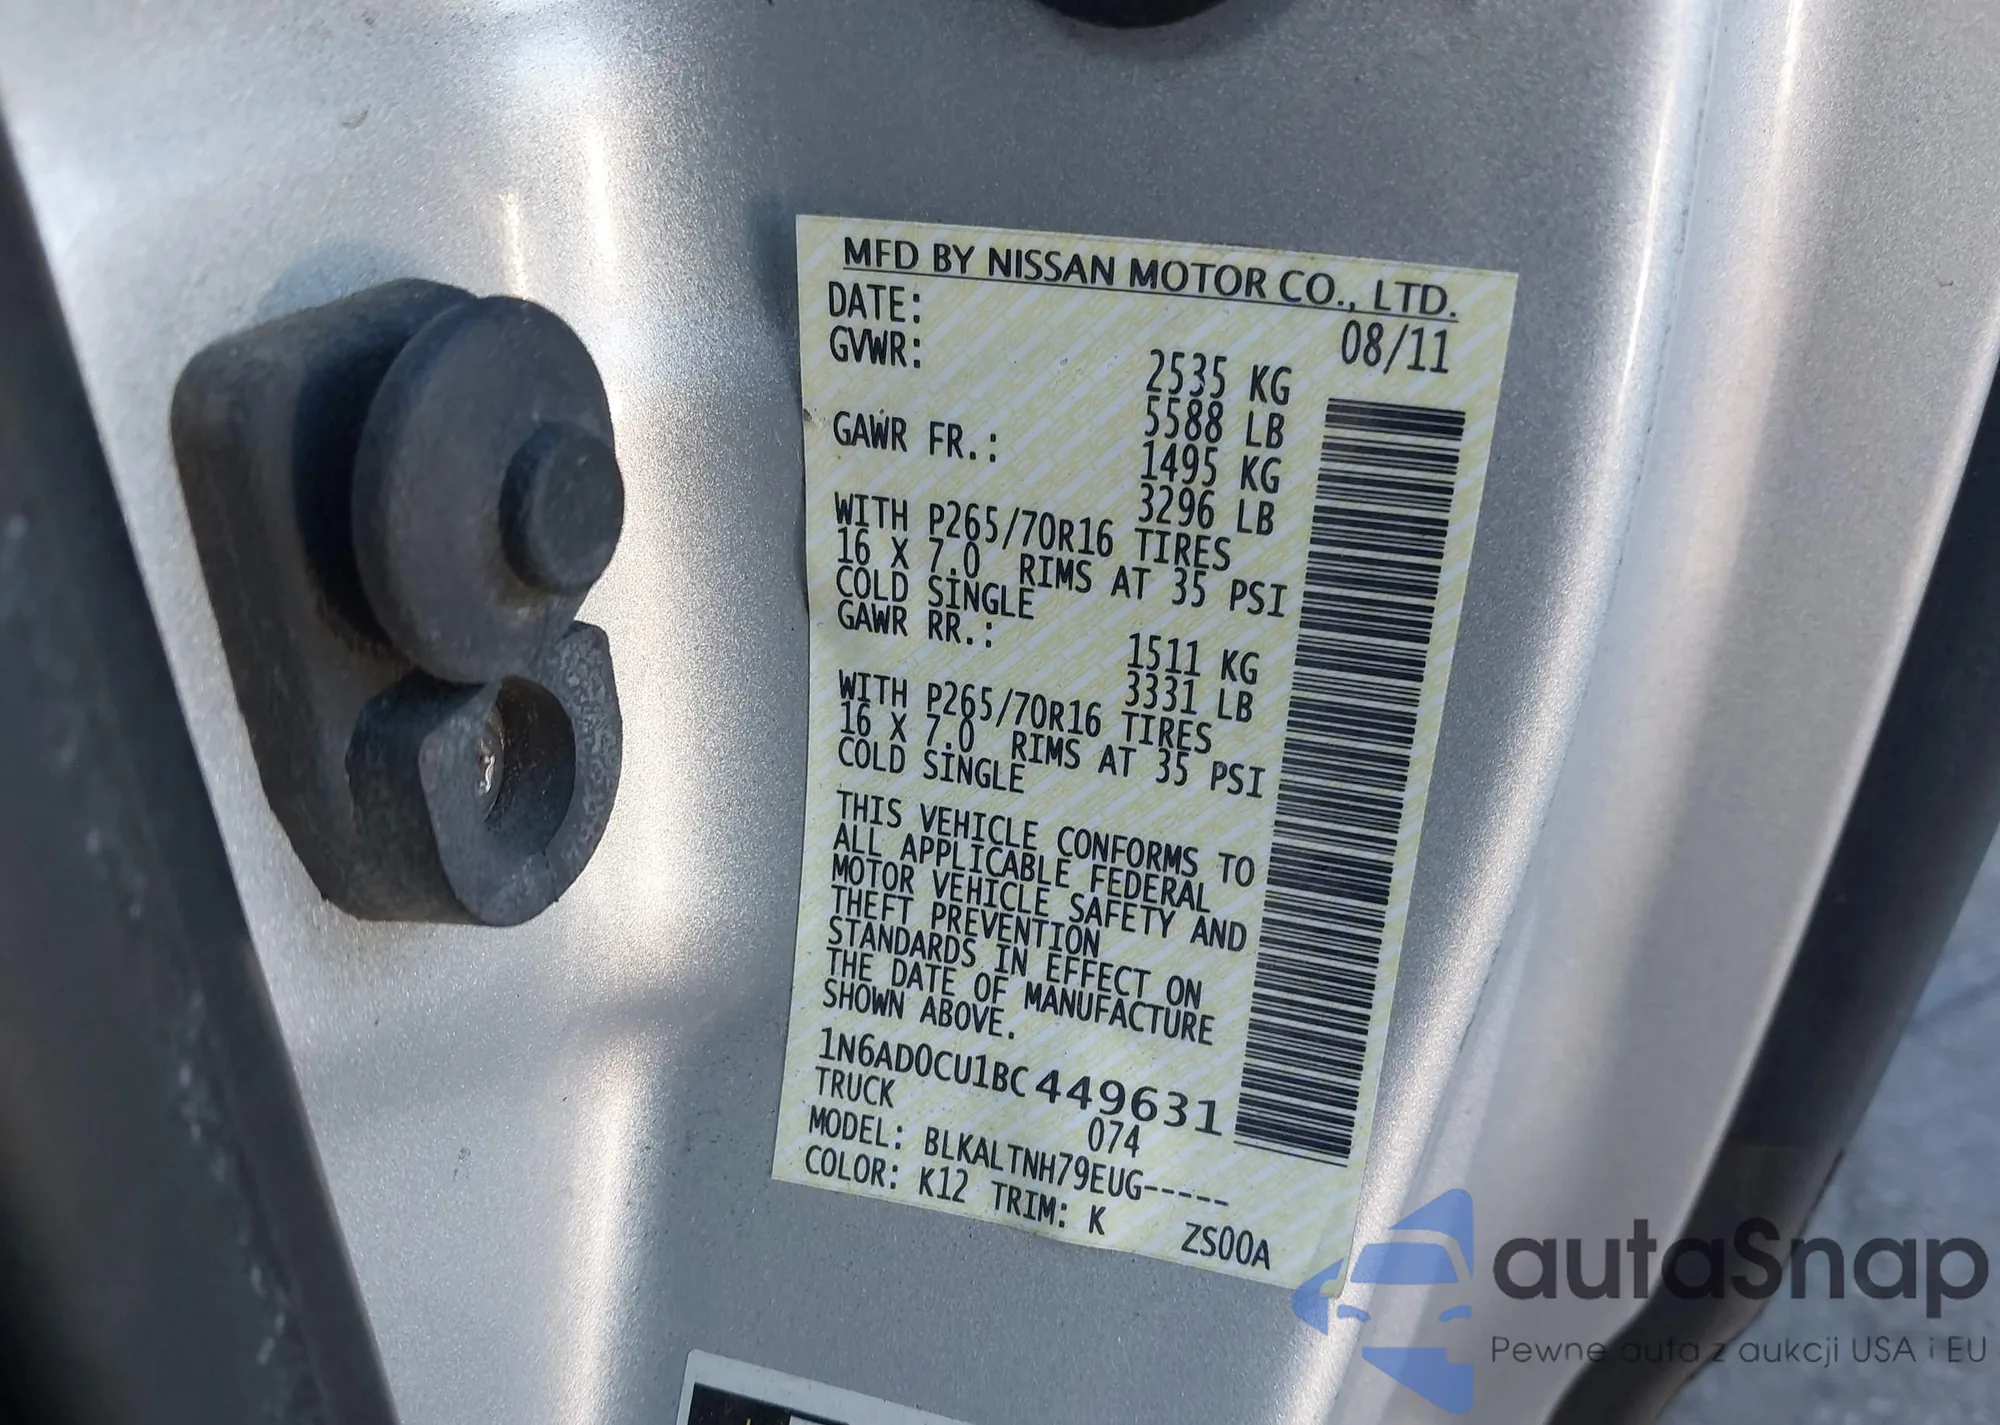 MFD BY NISSAN MOTOR CO., LTD.
DATE: 08/11
GVWR: 2535 KG
5588 LB
GAWR FR.: 1495 KG
3296 LB
WITH P265/70R16 TIRES
16 X 7.0 RIMS AT 35 PSI
COLD SINGLE
GAWR RR.: 1511 KG
3331 LB
WITH P265/70R16 TIRES
16 X 7.0 RIMS AT 35 PSI
COLD SINGLE
THIS VEHICLE CONFORMS TO
ALL APPLICABLE FEDERAL
MOTOR VEHICLE SAFETY AND
THEFT PREVENTION
STANDARDS IN EFFECT ON
THE DATE OF MANUFACTURE
SHOWN ABOVE.
1N6AD0CU1BC449631
TRUCK 074
MODEL: BLKALTNH79EUG-----
COLOR: K12 TRIM: K ZS00A
autaSnap
Pewne auta z aukcji USA i EU